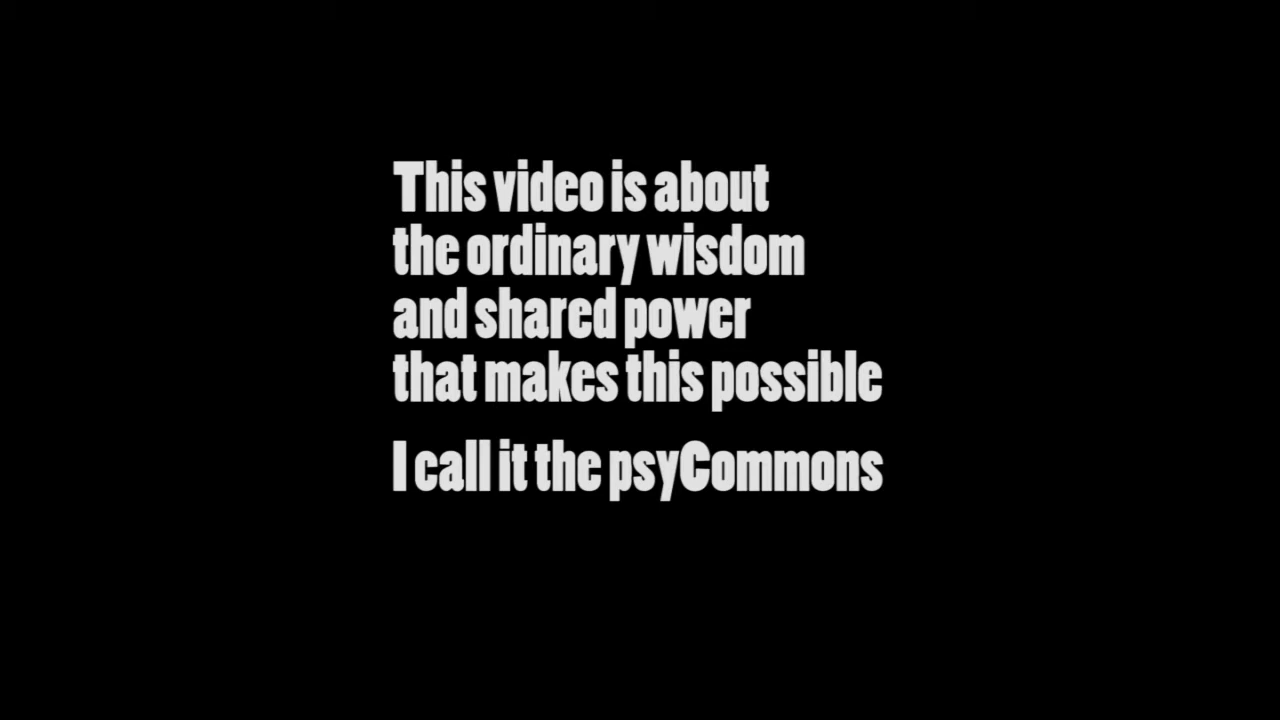 This video is about
the ordinary wisdom
and shared power
that makes this possible
I call it the psyCommons